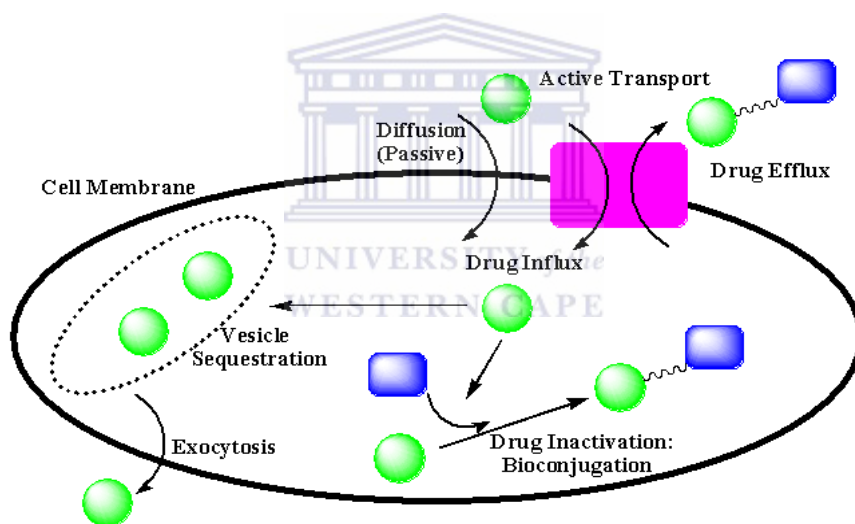 Active Transport
Diffusion
(Passive)
Drug Efflux
Cell Membrane
UNIVERSITY of the
Drug Influx
WESTERN CAPE
Vesicle
Sequestration
Exocytosis
Drug Inactivation:
Bioconjugation